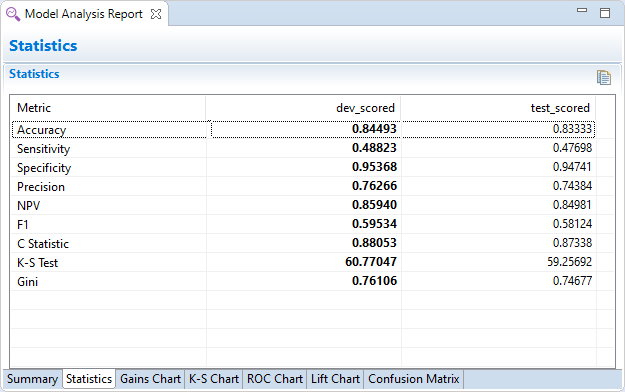 Model Analysis Report
Statistics
Statistics
Metric dev_scored test_scored
Accuracy 0.84493 0.83333
Sensitivity 0.48823 0.47698
Specificity 0.95368 0.94741
Precision 0.76266 0.74384
NPV 0.85940 0.84981
F1 0.59534 0.58124
C Statistic 0.88053 0.87338
K-S Test 60.77047 59.25692
Gini 0.76106 0.74677
Summary Statistics Gains Chart K-S Chart ROC Chart Lift Chart Confusion Matrix